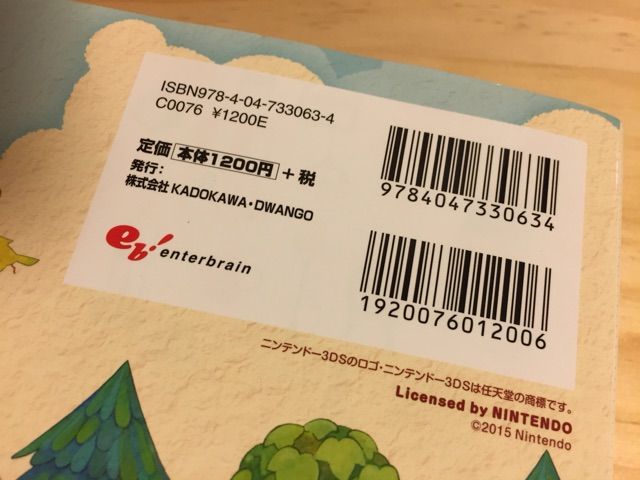 ISBN978-4-04-733063-4
C0076 ¥1200E
定価 本体1200円 +税
発行:
株式会社 KADOKAWA・DWANGO
eb! enterbrain
9784047330634
1920076012006
ニンテンドー3DSのロゴ・ニンテンドー3DSは任天堂の商標です。
Licensed by NINTENDO
©2015 Nintendo